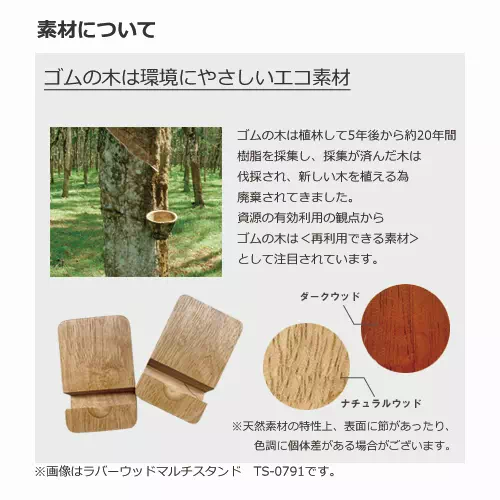 素材について
ゴムの木は環境にやさしいエコ素材
ゴムの木は植林して5年後から約20年間
樹脂を採集し、採集が済んだ木は
伐採され、新しい木を植える為
廃棄されてきました。
資源の有効利用の観点から
ゴムの木は＜再利用できる素材＞
として注目されています。
ダークウッド
ナチュラルウッド
※天然素材の特性上、表面に節があったり、
色調に個体差がある場合がございます。
※画像はラバーウッドマルチスタンド　TS-0791です。